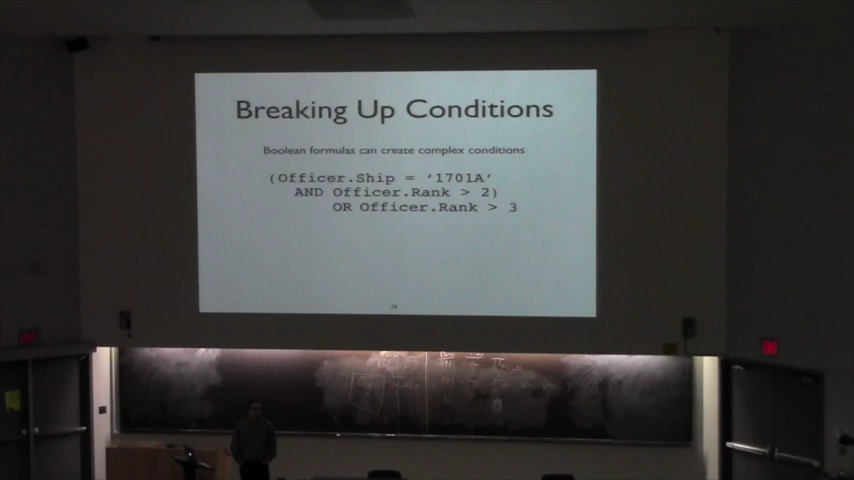 Breaking Up Conditions
Boolean formulas can create complex conditions
(Officer.Ship = ‘1701A’
AND Officer.Rank > 2)
OR Officer.Rank > 3